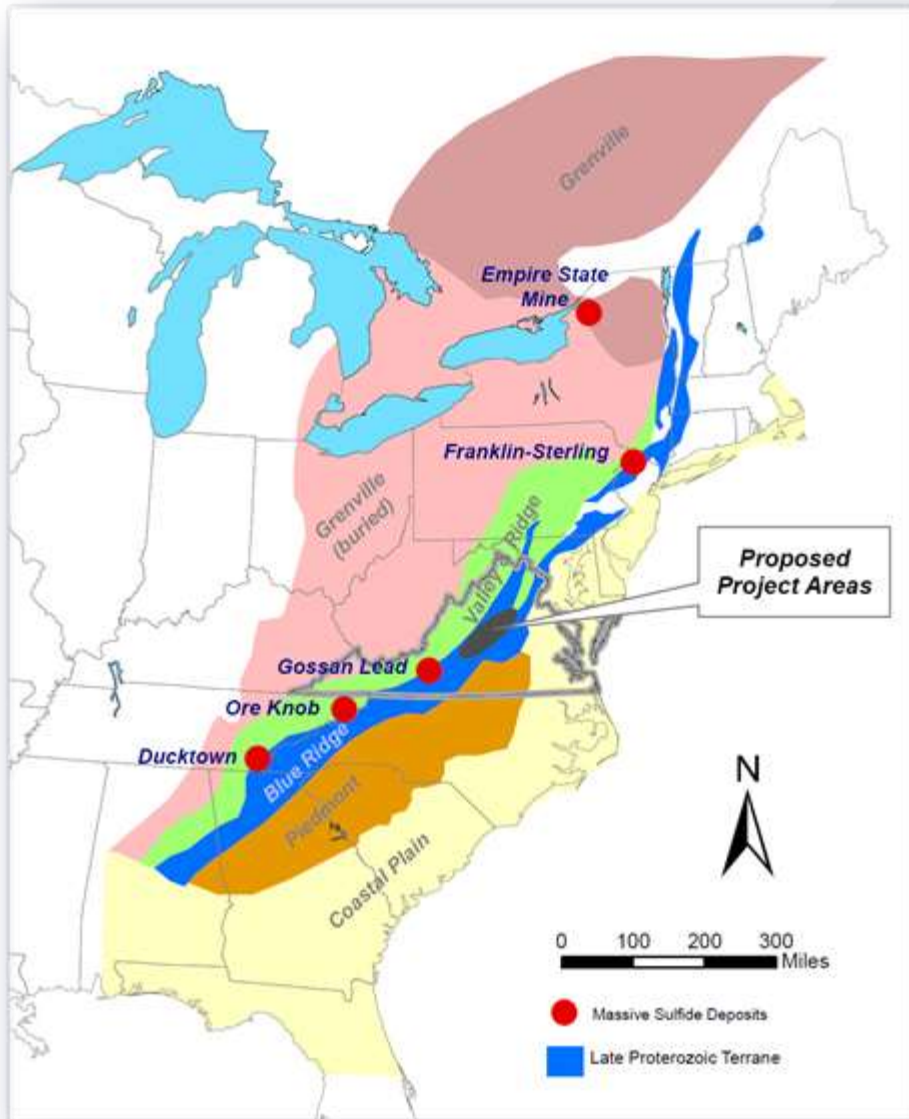 Grenville
Empire State
Mine
Franklin-Sterling
Grenville
(buried)
Valley & Ridge
Proposed
Project Areas
Gossan Lead
Ore Knob
Ducktown
Blue Ridge
Piedmont
Coastal Plain
N
0 100 200 300
Miles
Massive Sulfide Deposits
Late Proterozoic Terrane